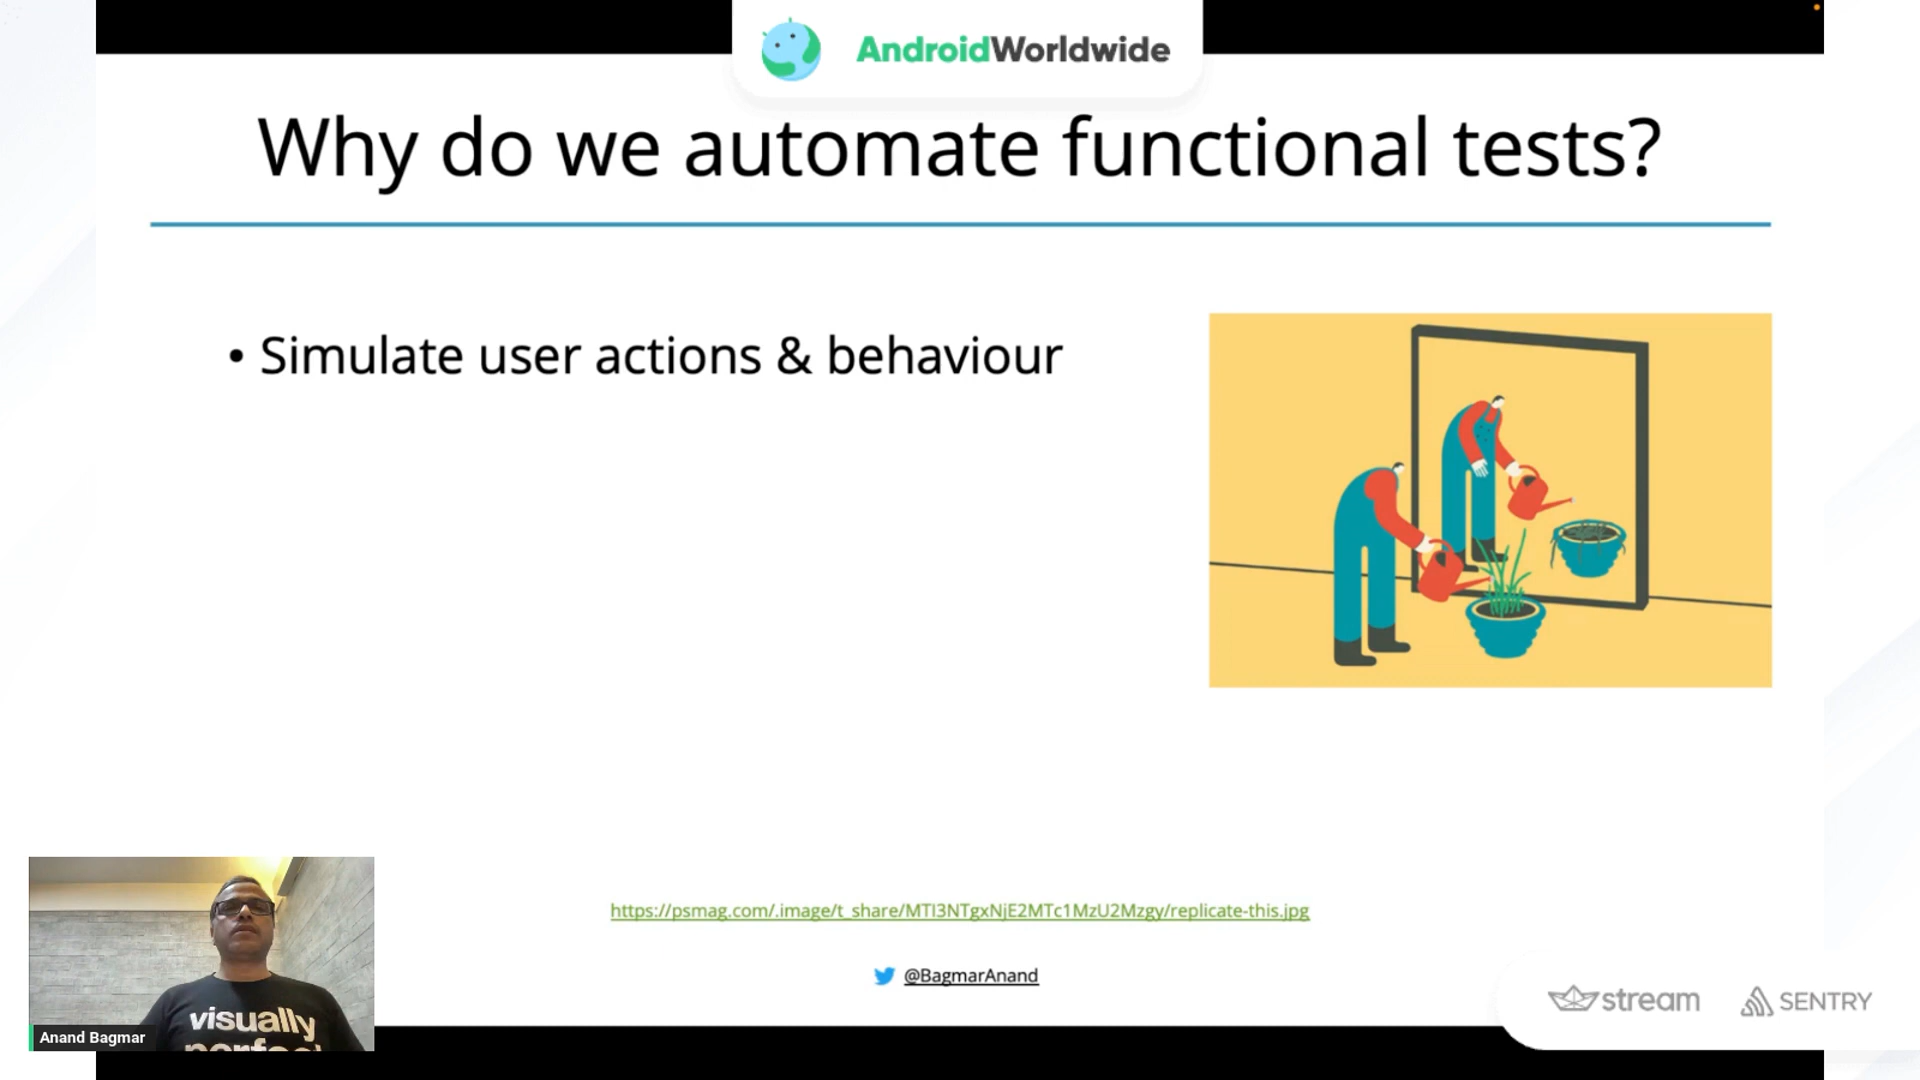 AndroidWorldwide
Why do we automate functional tests?
• Simulate user actions & behaviour
https://psmag.com/.image/t_share/MTI3NTgxNjE2MTc1MzU2Mzgy/replicate-this.jpg
@BagmarAnand
visually
perfect
Anand Bagmar
stream
SENTRY